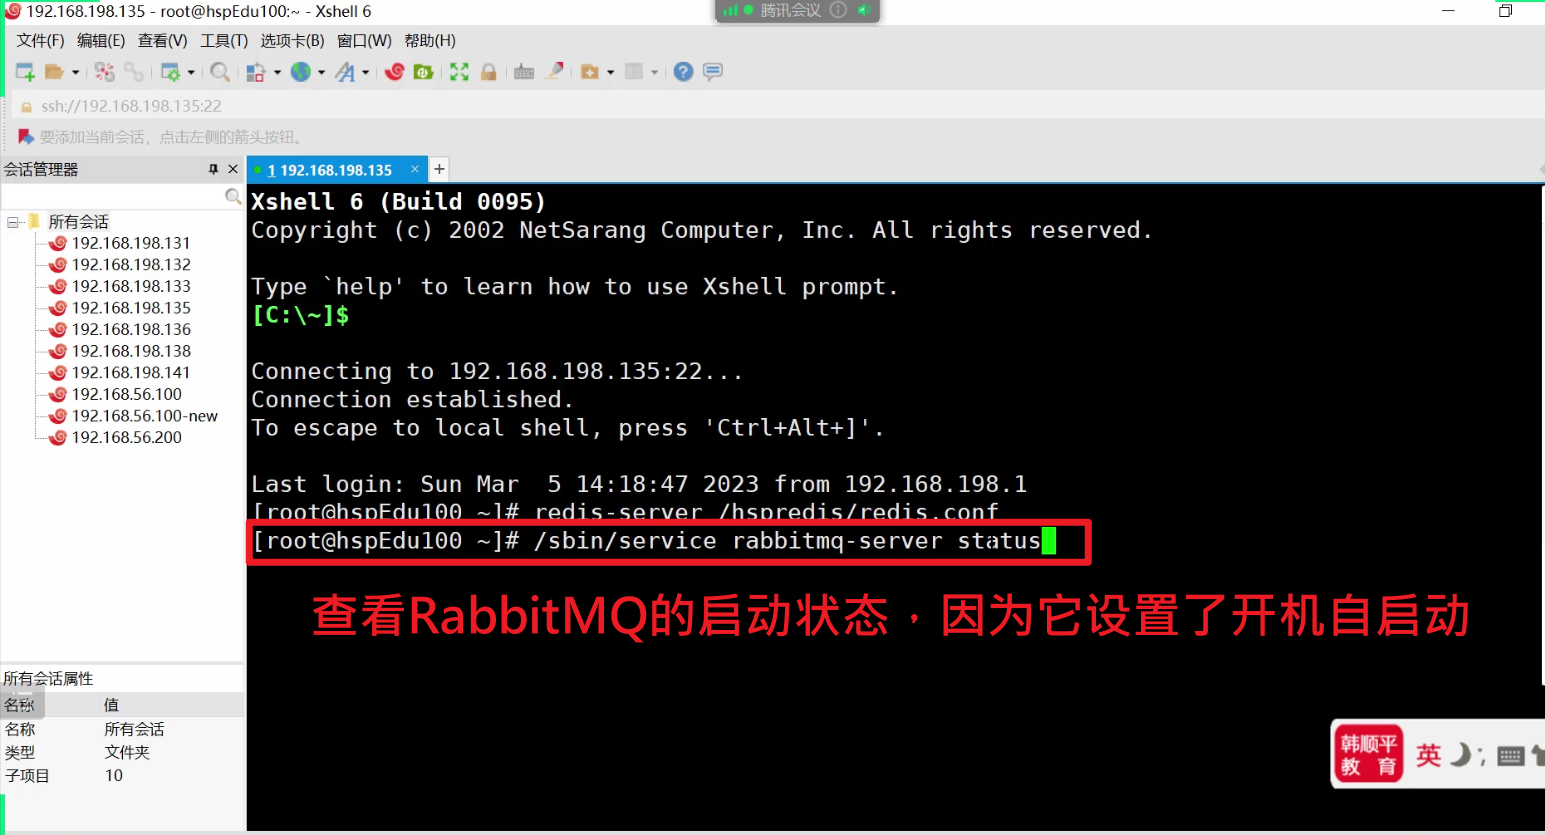 192.168.198.135 - root@hspEdu100:~ - Xshell 6
腾讯会议
文件(F) 编辑(E) 查看(V) 工具(T) 选项卡(B) 窗口(W) 帮助(H)
ssh://192.168.198.135:22
要添加当前会话，点击左侧的箭头按钮。
会话管理器
1 192.168.198.135
所有会话
192.168.198.131
192.168.198.132
192.168.198.133
192.168.198.135
192.168.198.136
192.168.198.138
192.168.198.141
192.168.56.100
192.168.56.100-new
192.168.56.200
所有会话属性
名称 值
名称 所有会话
类型 文件夹
子项目 10
Xshell 6 (Build 0095)
Copyright (c) 2002 NetSarang Computer, Inc. All rights reserved.
Type `help' to learn how to use Xshell prompt.
[C:\~]$
Connecting to 192.168.198.135:22...
Connection established.
To escape to local shell, press 'Ctrl+Alt+]'.
Last login: Sun Mar  5 14:18:47 2023 from 192.168.198.1
[root@hspEdu100 ~]# redis-server /hspredis/redis.conf
[root@hspEdu100 ~]# /sbin/service rabbitmq-server status
查看RabbitMQ的启动状态，因为它设置了开机自启动
韩顺平
教 育
英